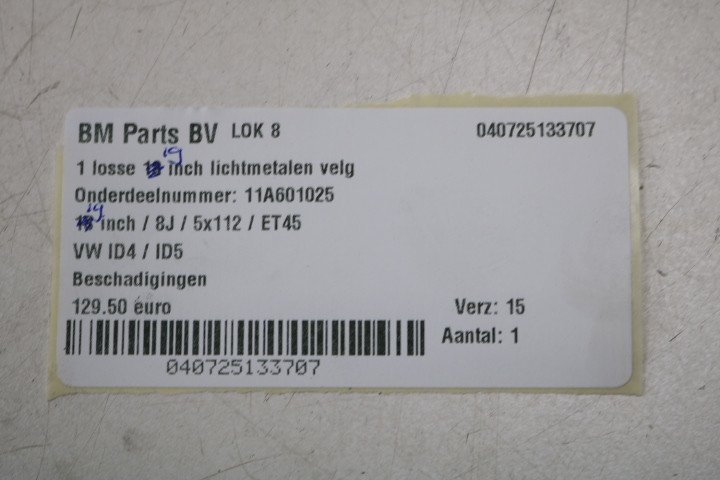 BM Parts BV LOK 8 040725133707
1 losse 19 inch lichtmetalen velg
Onderdeelnummer: 11A601025
19 inch / 8J / 5x112 / ET45
VW ID4 / ID5
Beschadigingen
129.50 euro Verz: 15
Aantal: 1
040725133707